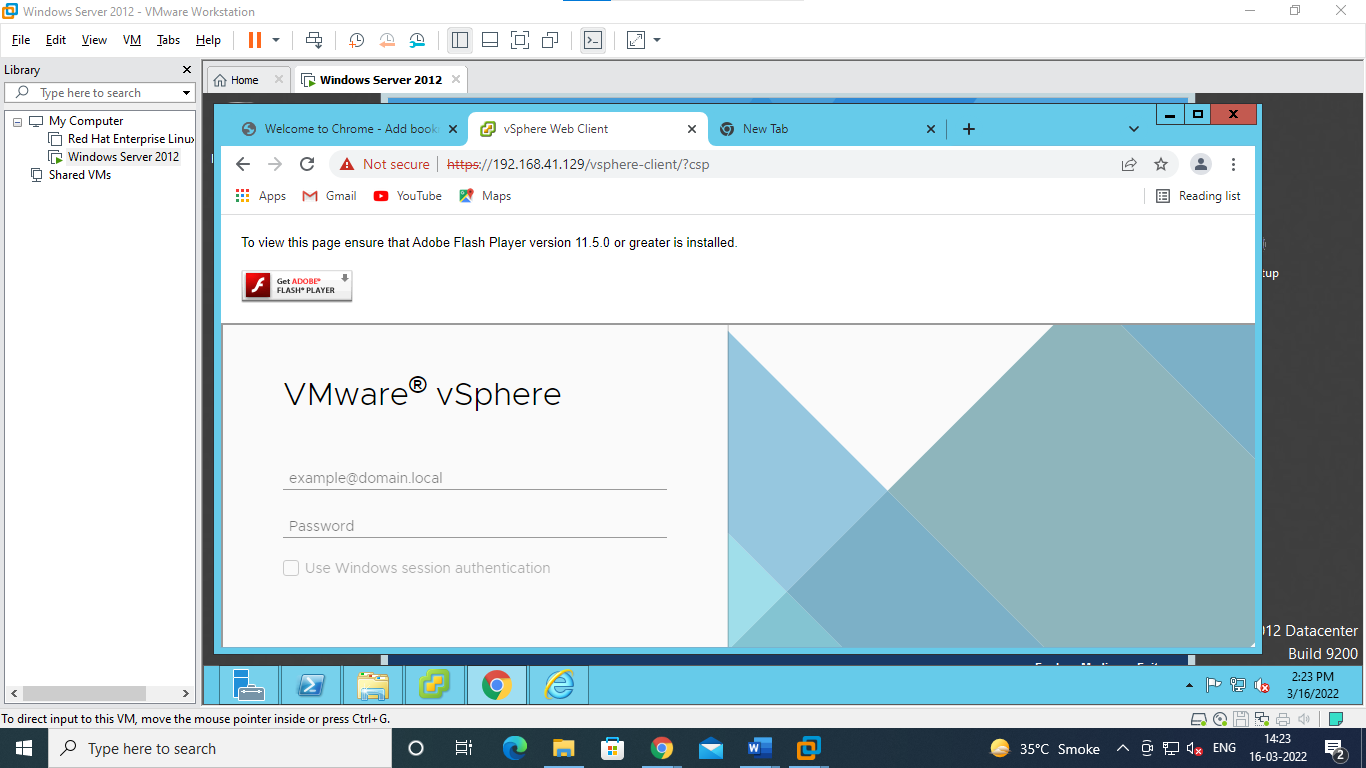 Windows Server 2012 - VMware Workstation
File Edit View VM Tabs Help
Library
Type here to search
My Computer
Red Hat Enterprise Linux
Windows Server 2012
Shared VMs
Home
Windows Server 2012
Welcome to Chrome - Add book
vSphere Web Client
New Tab
Not secure https://192.168.41.129/vsphere-client/?csp
Apps Gmail YouTube Maps Reading list
To view this page ensure that Adobe Flash Player version 11.5.0 or greater is installed.
Get ADOBE®
FLASH® PLAYER
tup
VMware® vSphere
example@domain.local
Password
Use Windows session authentication
012 Datacenter
Build 9200
2:23 PM
3/16/2022
To direct input to this VM, move the mouse pointer inside or press Ctrl+G.
Type here to search
35°C Smoke
ENG
14:23
16-03-2022
2